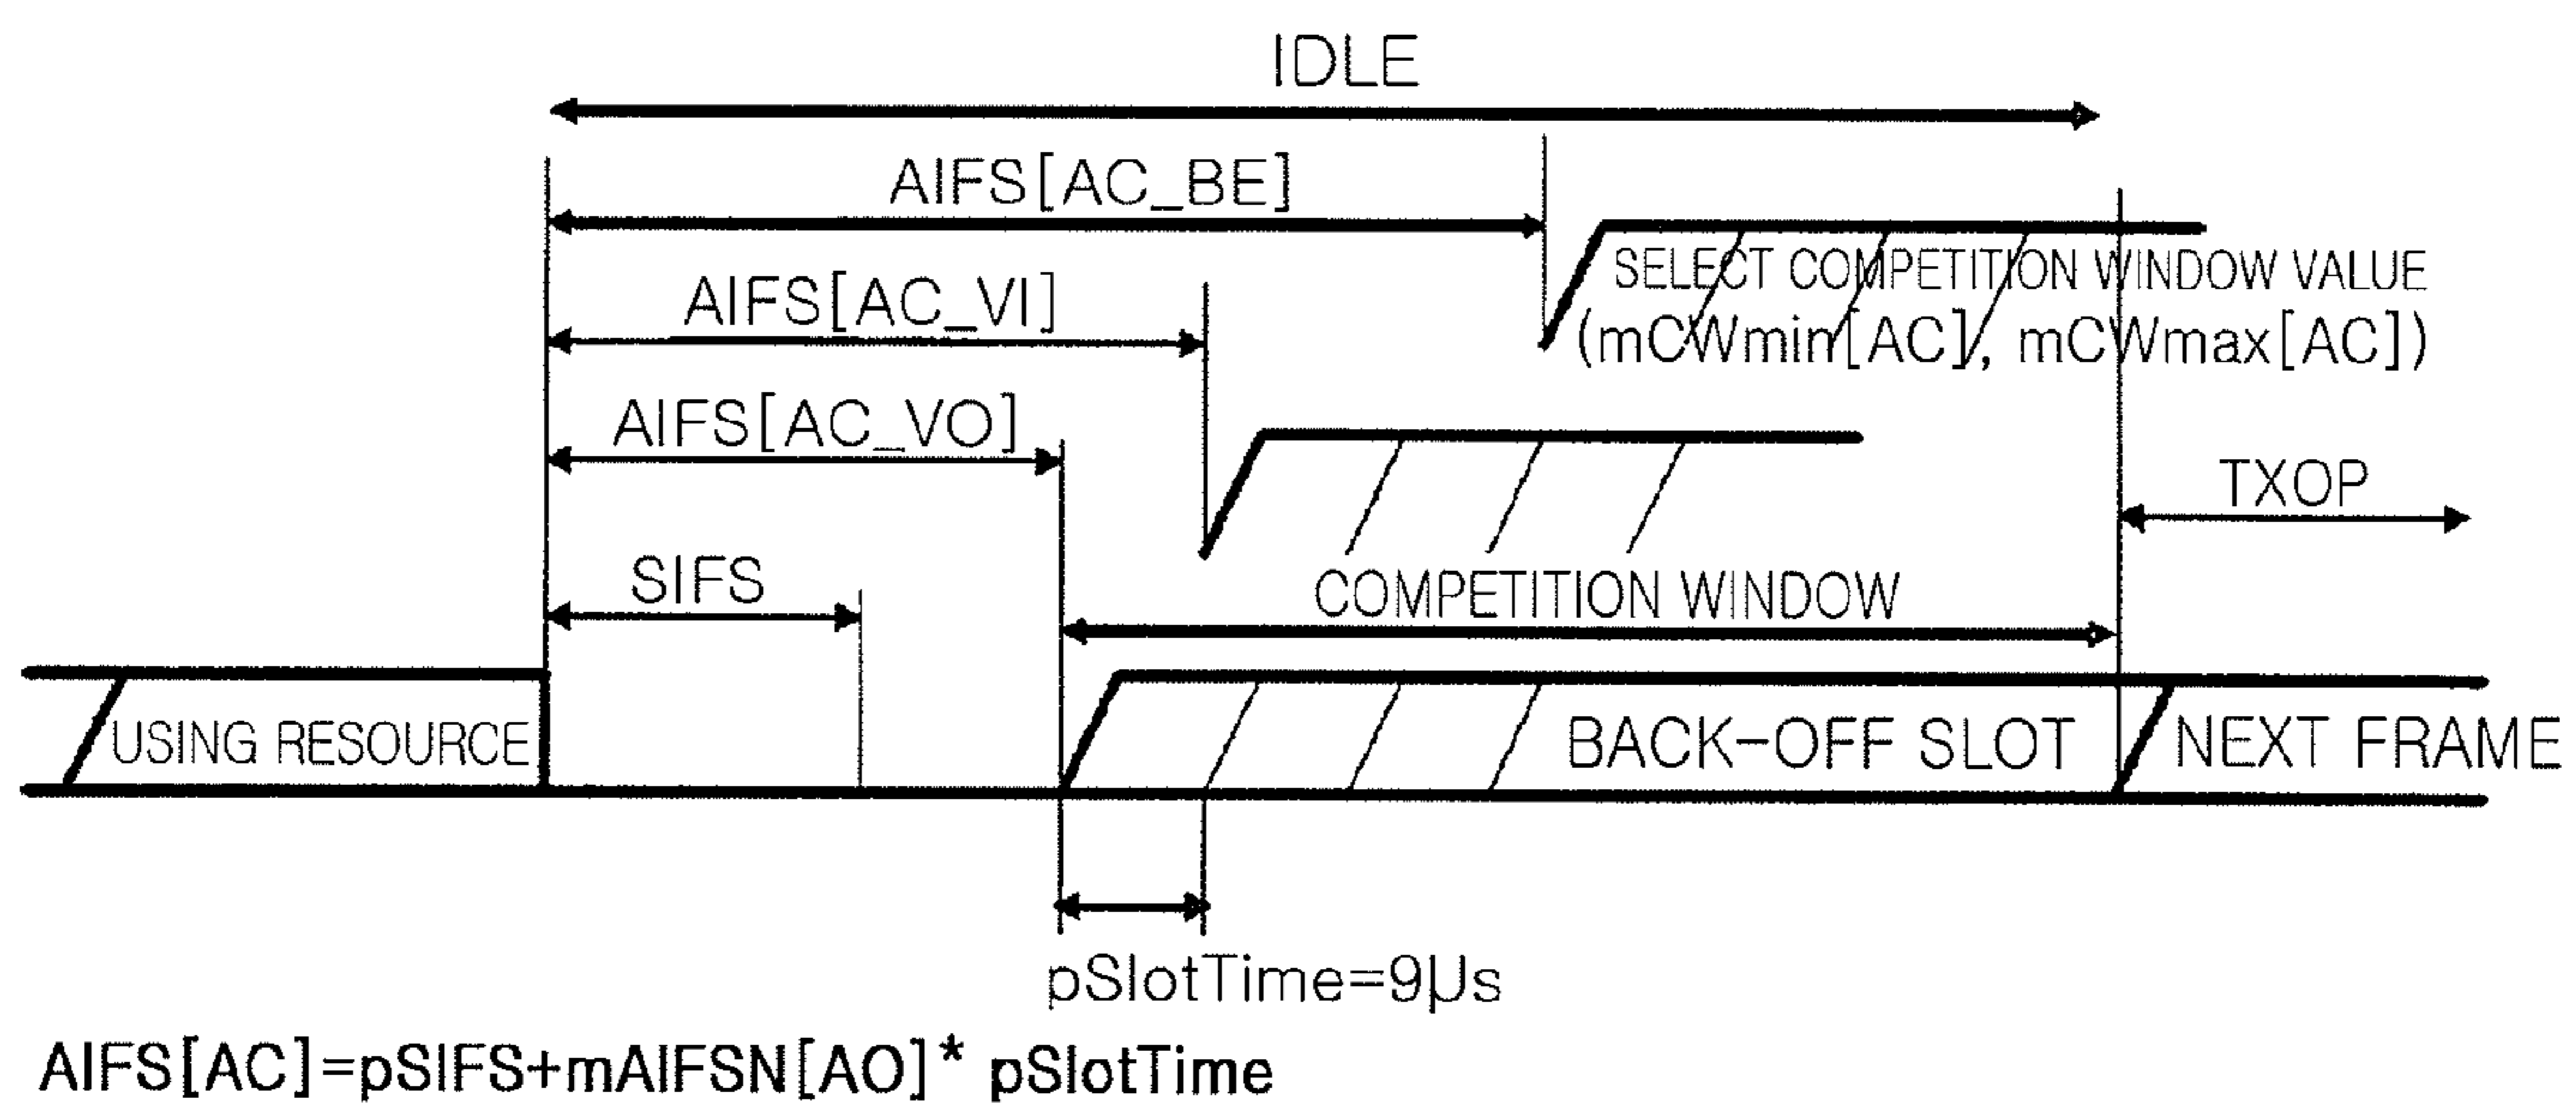 IDLE
AIFS[AC_BE]
SELECT COMPETITION WINDOW VALUE
(mCWmin[AC], mCWmax[AC])
AIFS[AC_VI]
AIFS[AC_VO]
TXOP
SIFS
COMPETITION WINDOW
USING RESOURCE
BACK-OFF SLOT
NEXT FRAME
pSlotTime=9µs
AIFS[AC]=pSIFS+mAIFSN[AO]* pSlotTime